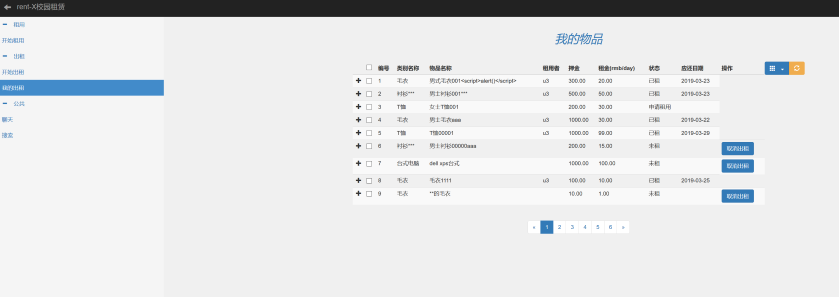 rent-X校园租赁
租用
开始租用
出租
开始出租
我的出租
公共
聊天
搜索
我的物品
编号 类别名称 物品名称 租用者 押金 租金(rmb/day) 状态 应还日期 操作
1 毛衣 男式毛衣001<script>alert()</script> u3 300.00 20.00 已租 2019-03-23
2 衬衫*** 男士衬衫001*** u3 500.00 50.00 已租 2019-03-23
3 T恤 女士T恤001 200.00 30.00 申请租用
4 毛衣 男士毛衣aaa u3 1000.00 30.00 已租 2019-03-22
5 T恤 T恤00001 u3 1000.00 99.00 已租 2019-03-29
6 衬衫*** 男士衬衫00000aaa 200.00 15.00 未租 取消出租
7 台式电脑 dell xps台式 1000.00 100.00 未租 取消出租
8 毛衣 毛衣1111 u3 100.00 10.00 已租 2019-03-25
9 毛衣 **的毛衣 10.00 1.00 未租 取消出租
« 1 2 3 4 5 6 »